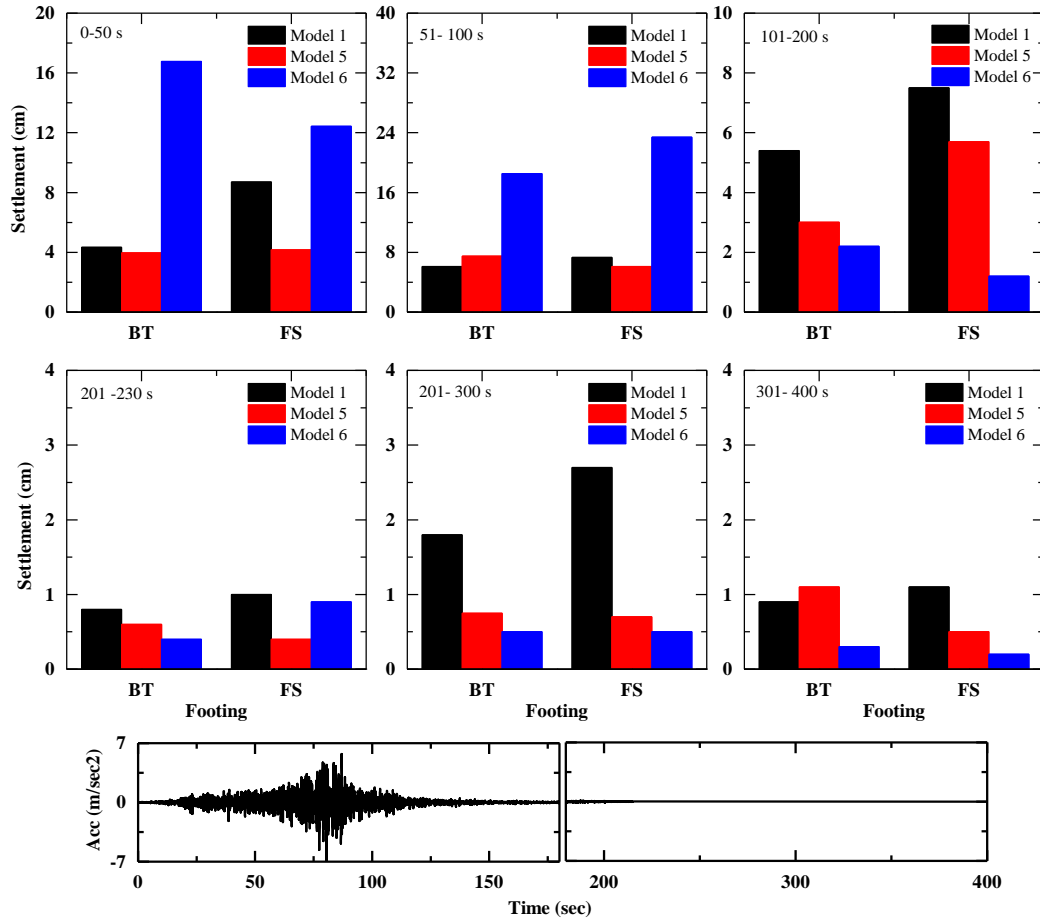 0-50 s
Model 1
Model 5
Model 6
20
16
12
8
4
0
Settlement (cm)
BT FS
51- 100 s
Model 1
Model 5
Model 6
40
32
24
16
8
0
BT FS
101-200 s
Model 1
Model 5
Model 6
10
8
6
4
2
0
BT FS
201 -230 s
Model 1
Model 5
Model 6
4
3
2
1
0
Settlement (cm)
BT FS
Footing
201- 300 s
Model 1
Model 5
Model 6
4
3
2
1
0
BT FS
301- 400 s
Model 1
Model 5
Model 6
4
3
2
1
0
BT FS
Footing
7
0
-7
Acc (m/sec2)
0 50 100 150 200 300 400
Time (sec)